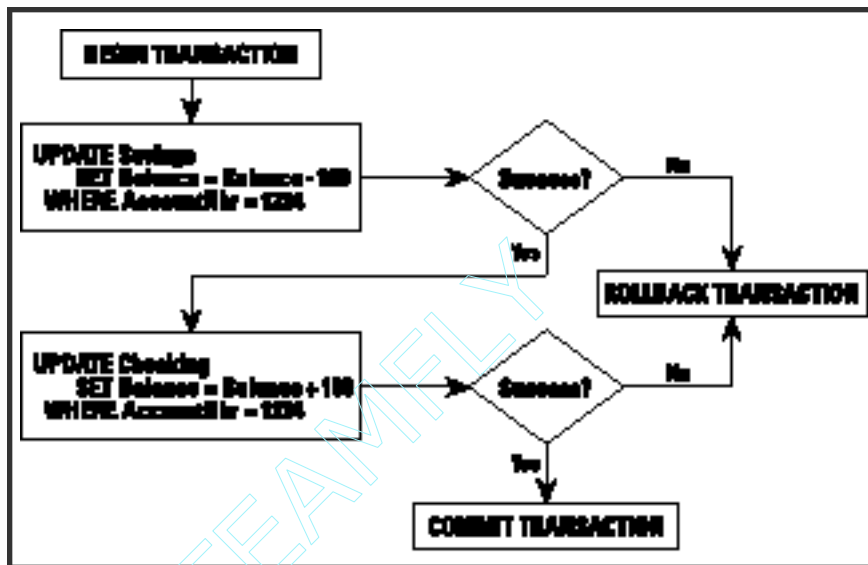 BEGIN TRANSACTION
UPDATE Savings
SET Balance = Balance - 100
WHERE AccountNbr = 1234
Success?
No
Yes
ROLLBACK TRANSACTION
UPDATE Checking
SET Balance = Balance + 100
WHERE AccountNbr = 1234
Success?
No
Yes
COMMIT TRANSACTION
TEAMFLY